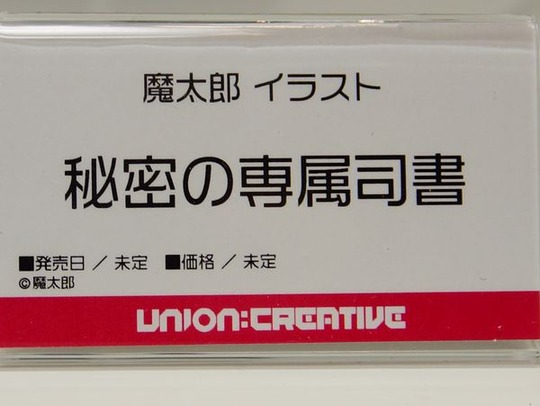 魔太郎 イラスト
秘密の専属司書
■発売日 / 未定 ■価格 / 未定
©魔太郎
UNION:CREATIVE